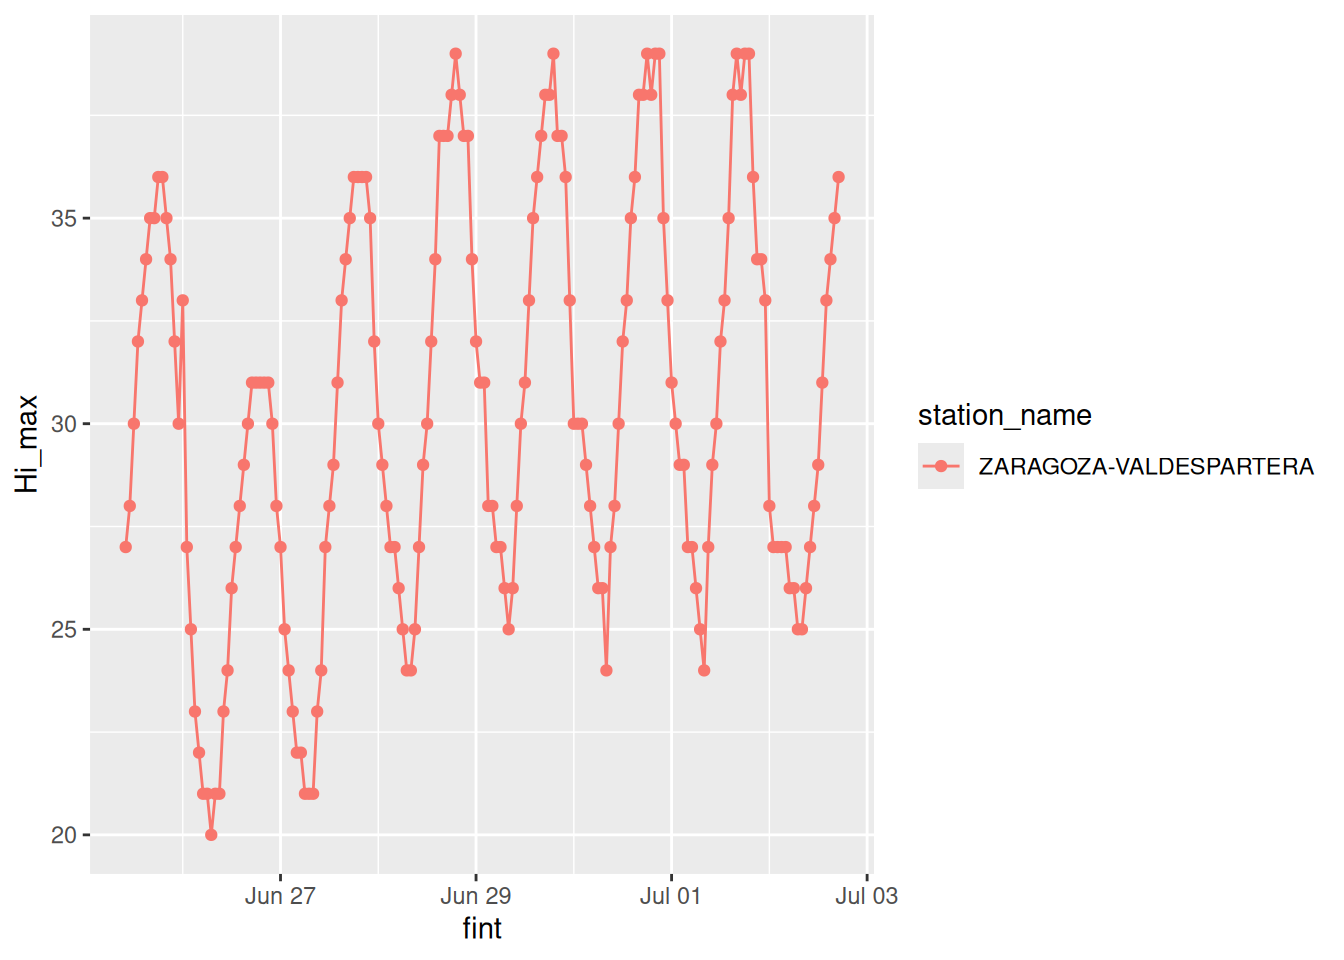 35
30
25
20
Hi_max
Jun 27
Jun 29
Jul 01
Jul 03
fint
station_name
ZARAGOZA-VALDESPARTERA